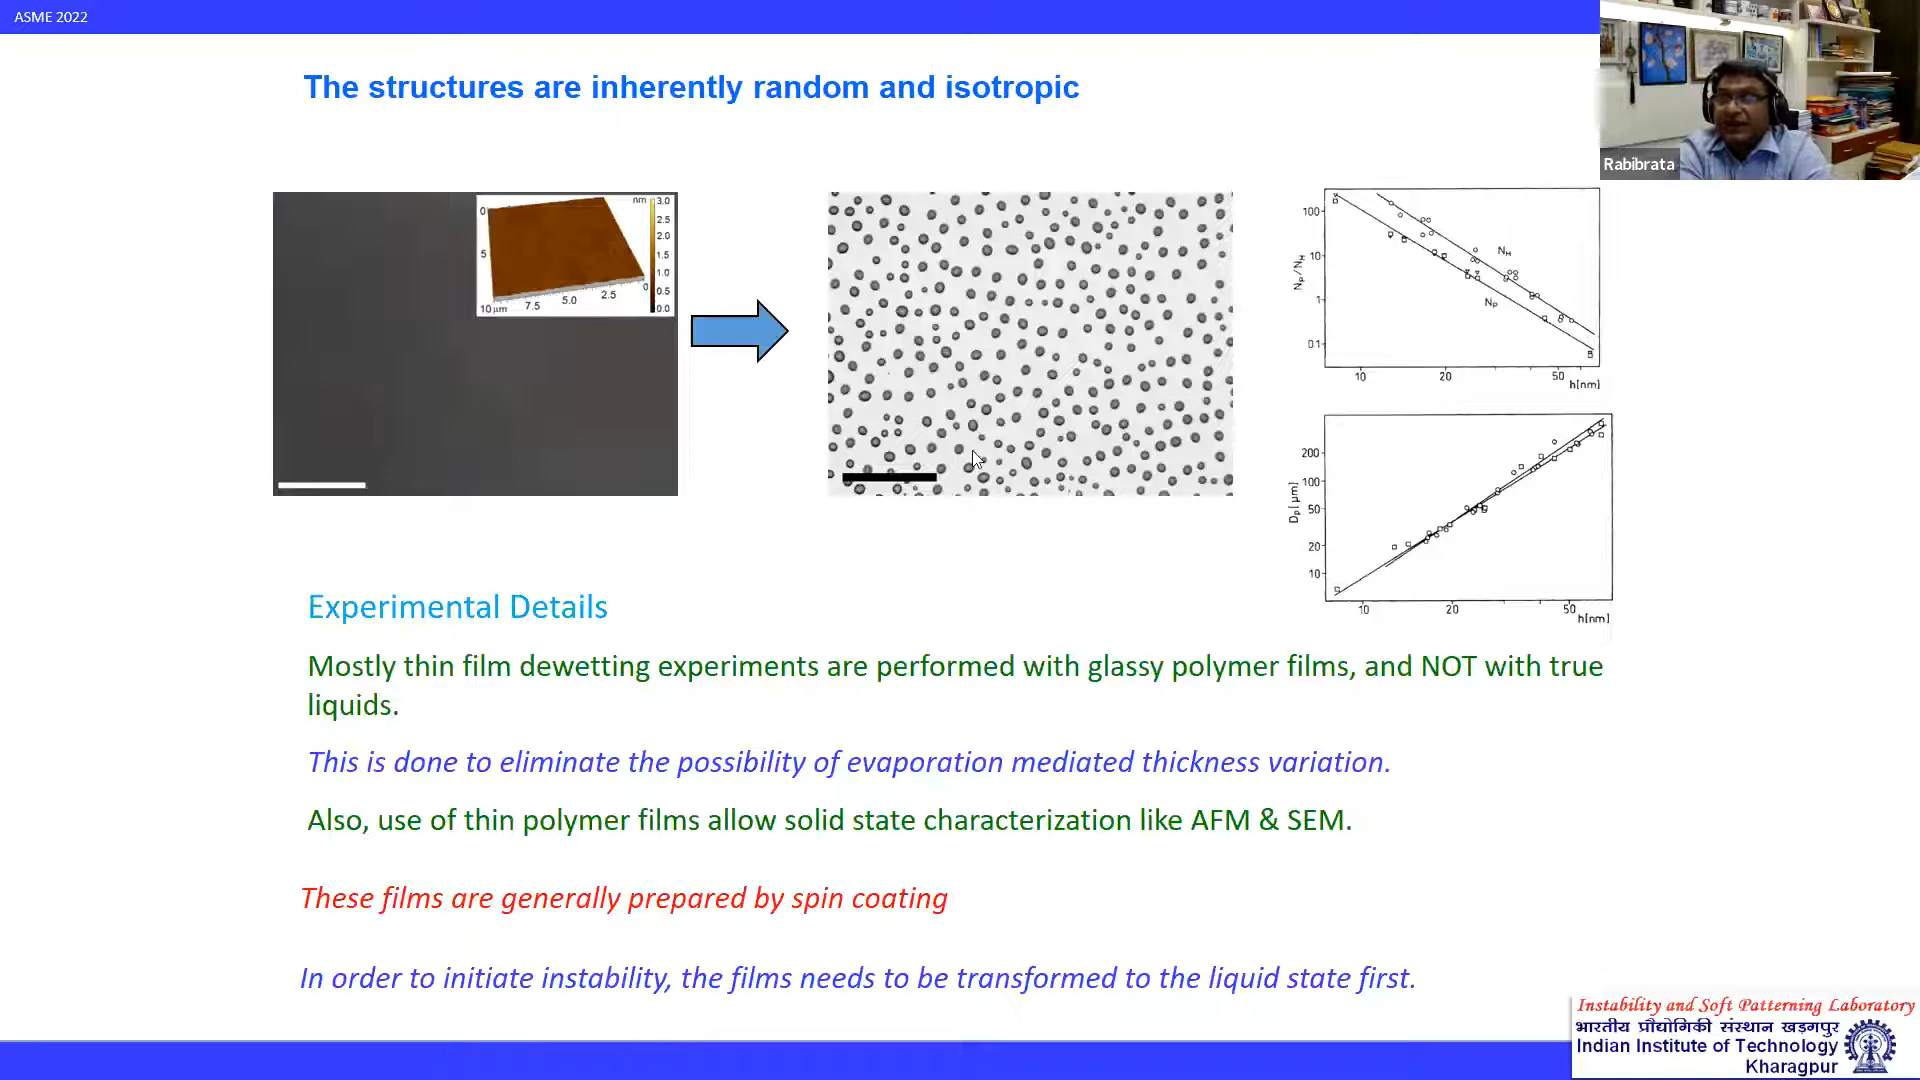 ASME 2022
Rabibrata
The structures are inherently random and isotropic
nm
3.0
2.5
2.0
1.5
1.0
0.5
0.0
0
5
10 µm
7.5
5.0
2.5
0
100
10
1
0.1
Nₚ/Nₕ
Nₕ
Nₚ
10
20
50
h[nm]
200
100
50
20
10
Dₚ[µm]
10
20
50
h[nm]
Experimental Details
Mostly thin film dewetting experiments are performed with glassy polymer films, and NOT with true
liquids.
This is done to eliminate the possibility of evaporation mediated thickness variation.
Also, use of thin polymer films allow solid state characterization like AFM & SEM.
These films are generally prepared by spin coating
In order to initiate instability, the films needs to be transformed to the liquid state first.
Instability and Soft Patterning Laboratory
भारतीय प्रौद्योगिकी संस्थान खड़गपुर
Indian Institute of Technology
Kharagpur